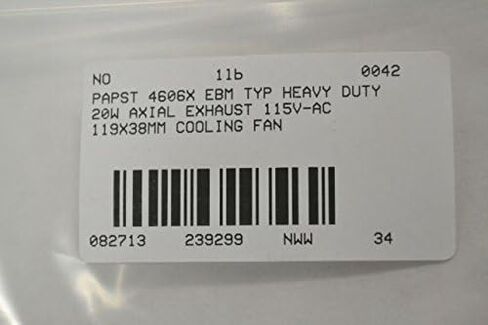 NO 11b 0042
PAPST 4606X EBM TYP HEAVY DUTY
20W AXIAL EXHAUST 115V-AC
119X38MM COOLING FAN
082713 239299 NWW 34